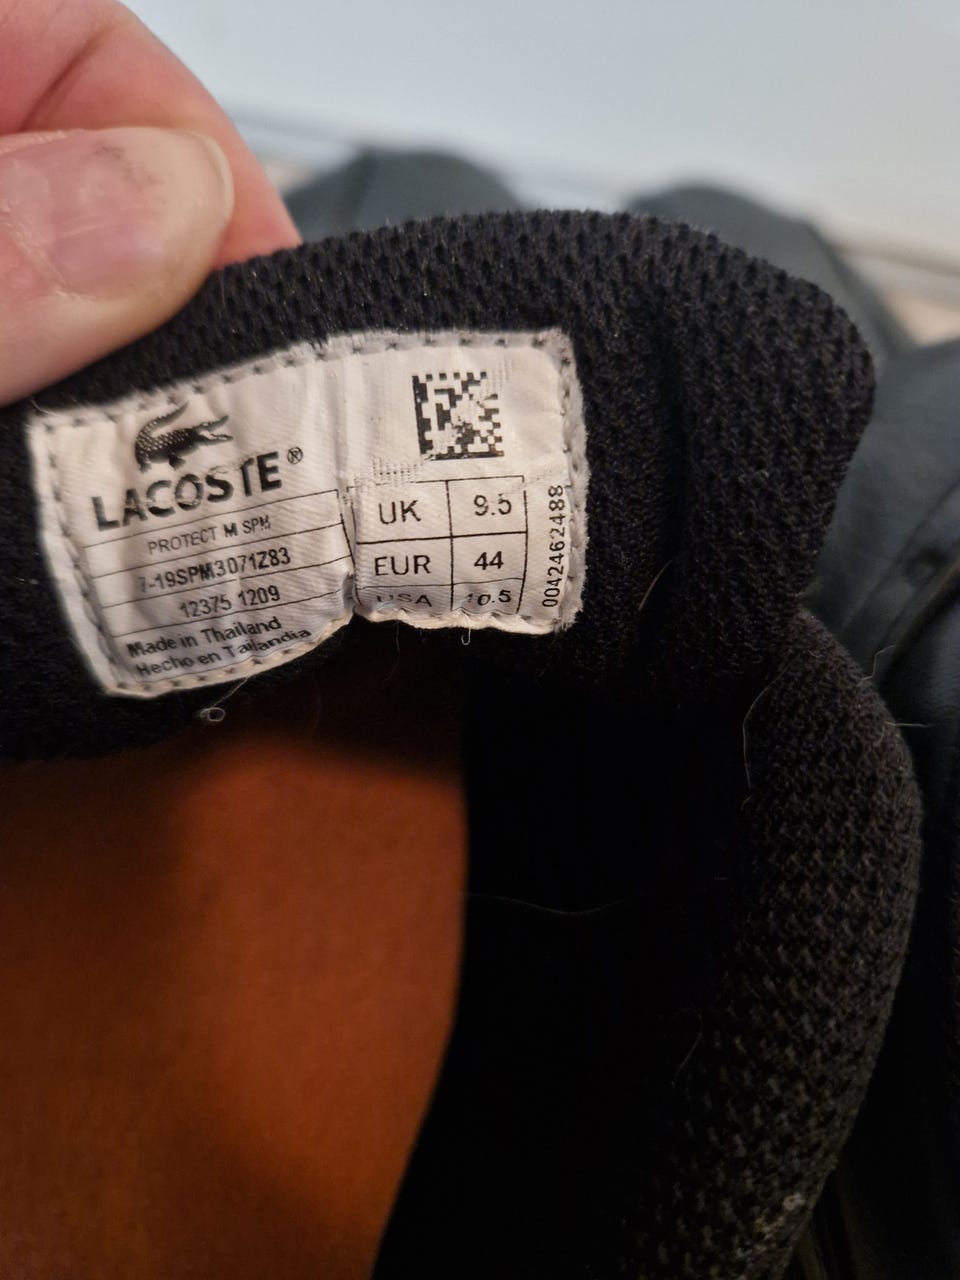 LACOSTE®
PROTECT M SPM
7-19SPM3071Z83
12375 1209
Made in Thailand
Hecho en Tailandia
UK 9.5
EUR 44
USA 10.5
0042462488